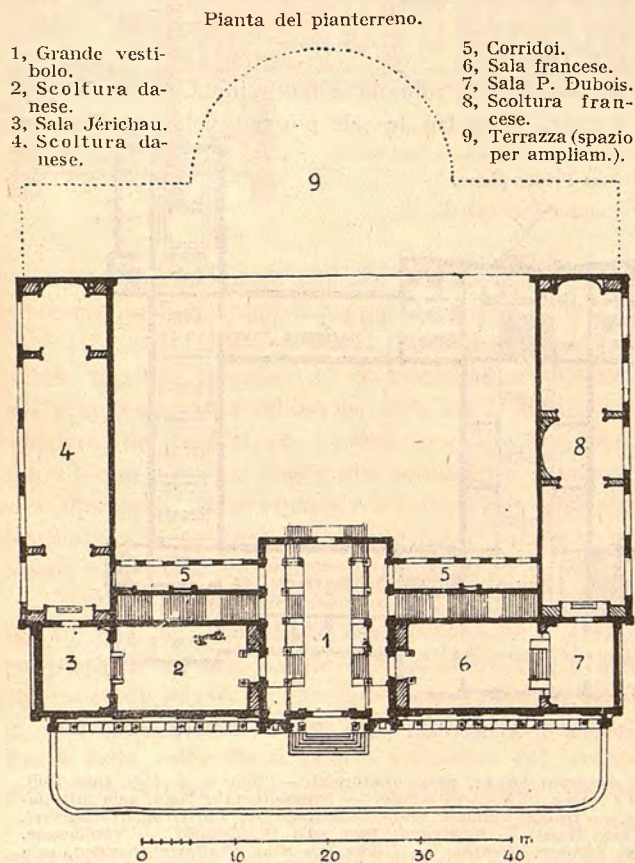 Pianta del pianterreno.
1, Grande vesti-
bolo.
2, Scoltura da-
nese.
3, Sala Jérichau.
4, Scoltura da-
nese.
5, Corridoi.
6, Sala francese.
7, Sala P. Dubois.
8, Scoltura fran-
cese.
9, Terrazza (spazio
per ampliam.).
9
4
8
5
5
3
2
1
6
7
0 10 20 30 40 m.